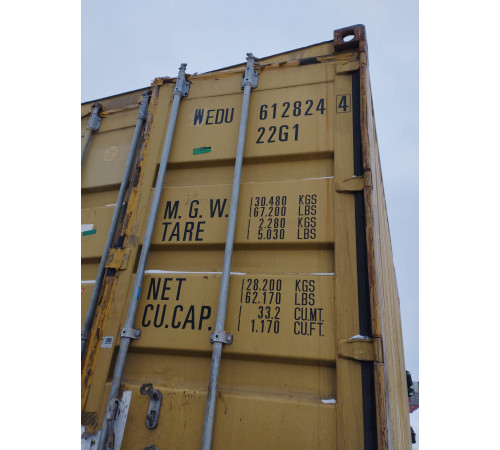 WEDU 612824 4
22G1
M.G.W. 30.480 KGS
67.200 LBS
TARE 2.280 KGS
5.030 LBS
NET 28.200 KGS
62.170 LBS
CU.CAP. 33.2 CU.MT.
1.170 CU.FT.